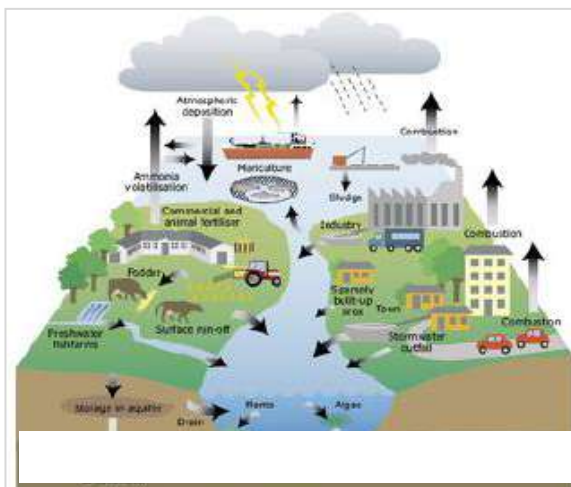 Atmospheric
deposition
Combustion
Mariculture
Sludge
Ammonia
volatilisation
Commercial and
animal fertiliser
Industry
Combustion
Fodder
Sparsely
built-up
area
Town
Combustion
Freshwater
fishfarms
Surface run-off
Stormwater
outfall
Storage in aquifer
Drain
Plants
Algae